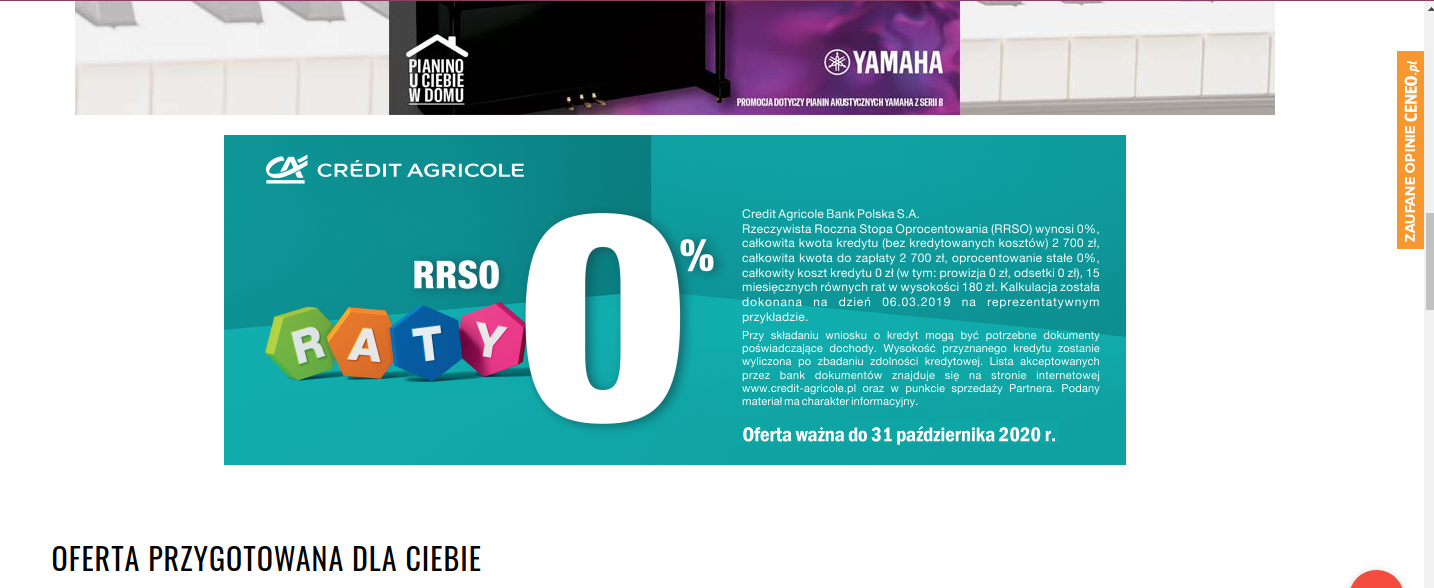 PIANINO
U CIEBIE
W DOMU
YAMAHA
PROMOCJA DOTYCZY PIANIN AKUSTYCZNYCH YAMAHA Z SERII B
ZAUFANE OPINIE CENEO.pl
CA CRÉDIT AGRICOLE
RRSO
RATY
0%
Credit Agricole Bank Polska S.A.
Rzeczywista Roczna Stopa Oprocentowania (RRSO) wynosi 0%,
całkowita kwota kredytu (bez kredytowanych kosztów) 2 700 zł,
całkowita kwota do zapłaty 2 700 zł, oprocentowanie stałe 0%,
całkowity koszt kredytu 0 zł (w tym: prowizja 0 zł, odsetki 0 zł), 15
miesięcznych równych rat w wysokości 180 zł. Kalkulacja została
dokonana na dzień 06.03.2019 na reprezentatywnym
przykładzie.
Przy składaniu wniosku o kredyt mogą być potrzebne dokumenty
poświadczające dochody. Wysokość przyznanego kredytu zostanie
wyliczona po zbadaniu zdolności kredytowej. Lista akceptowanych
przez bank dokumentów znajduje się na stronie internetowej
www.credit-agricole.pl oraz w punkcie sprzedaży Partnera. Podany
materiał ma charakter informacyjny.
Oferta ważna do 31 października 2020 r.
OFERTA PRZYGOTOWANA DLA CIEBIE